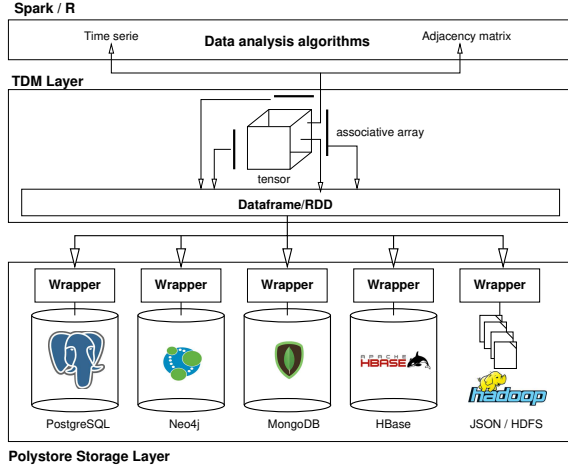 Spark / R
Time serie
Data analysis algorithms
Adjacency matrix
TDM Layer
associative array
tensor
Dataframe/RDD
Wrapper
Wrapper
Wrapper
Wrapper
Wrapper
APACHE
HBASE
hadoop
PostgreSQL
Neo4j
MongoDB
HBase
JSON / HDFS
Polystore Storage Layer